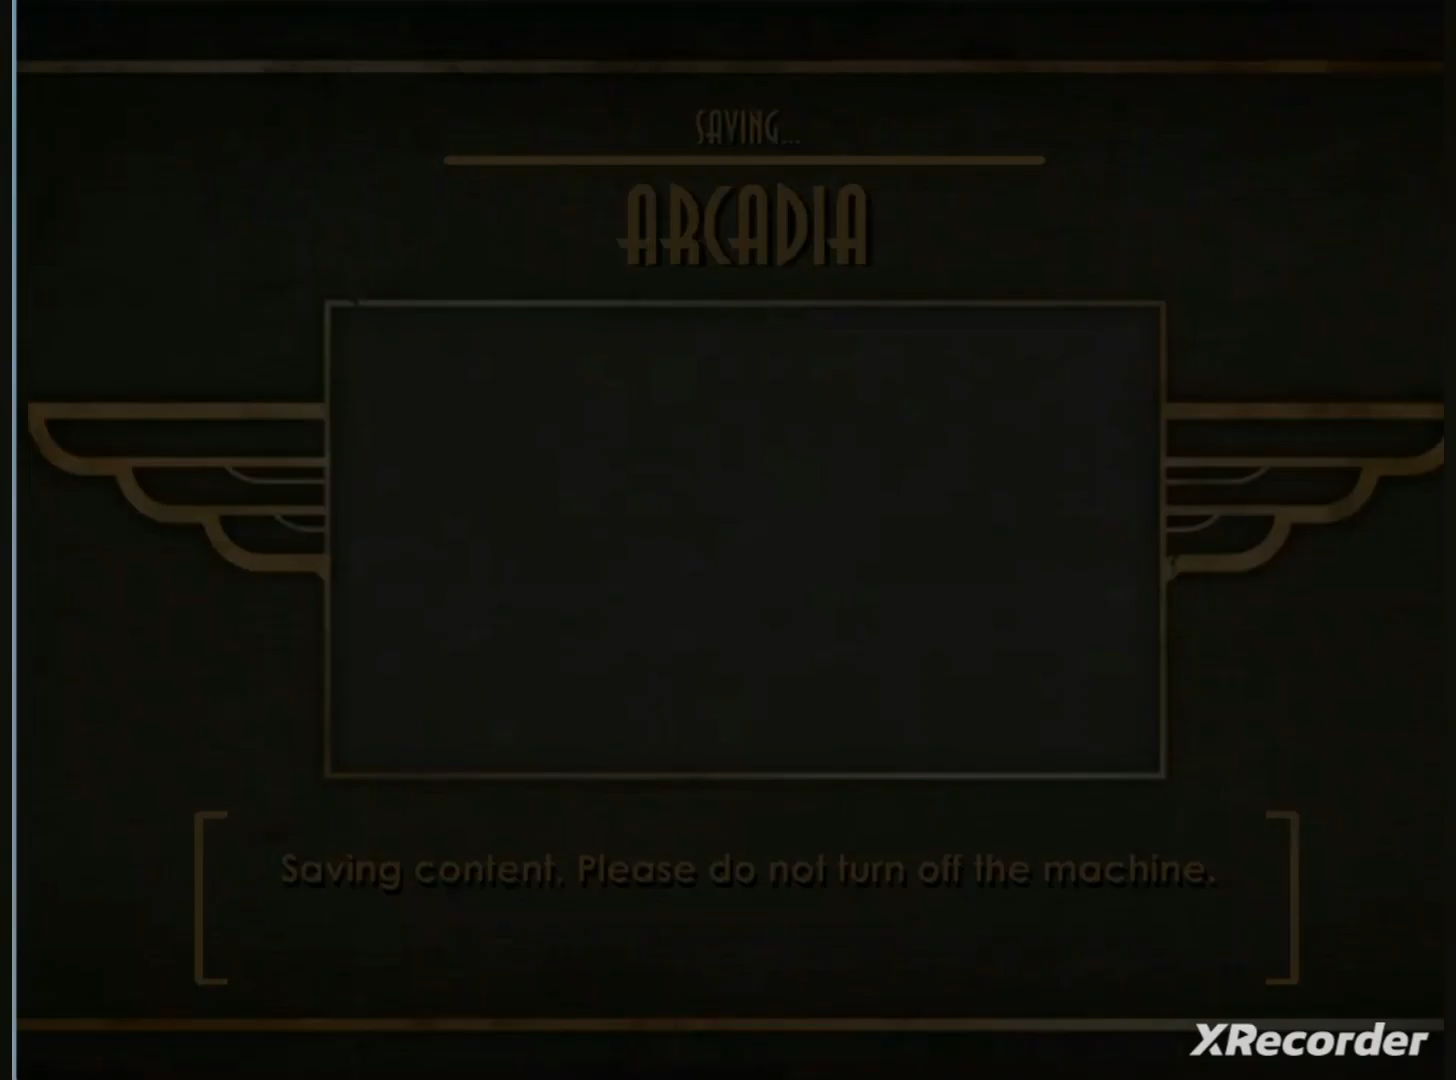 SAVING...
ARCADIA
Saving content. Please do not turn off the machine.
XRecorder